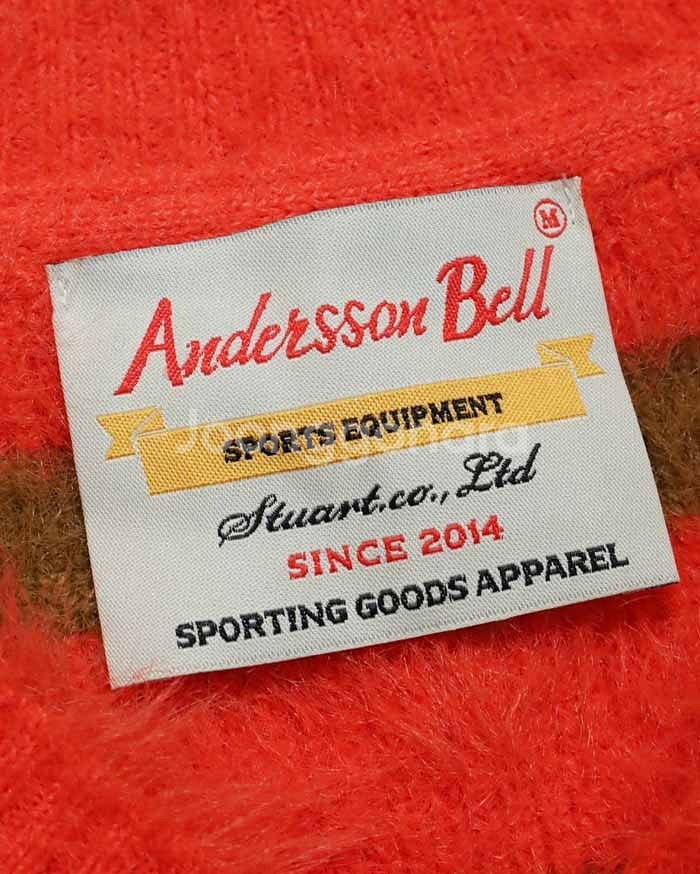 M
Andersson Bell
SPORTS EQUIPMENT
Stuart.co., Ltd
SINCE 2014
SPORTING GOODS APPAREL